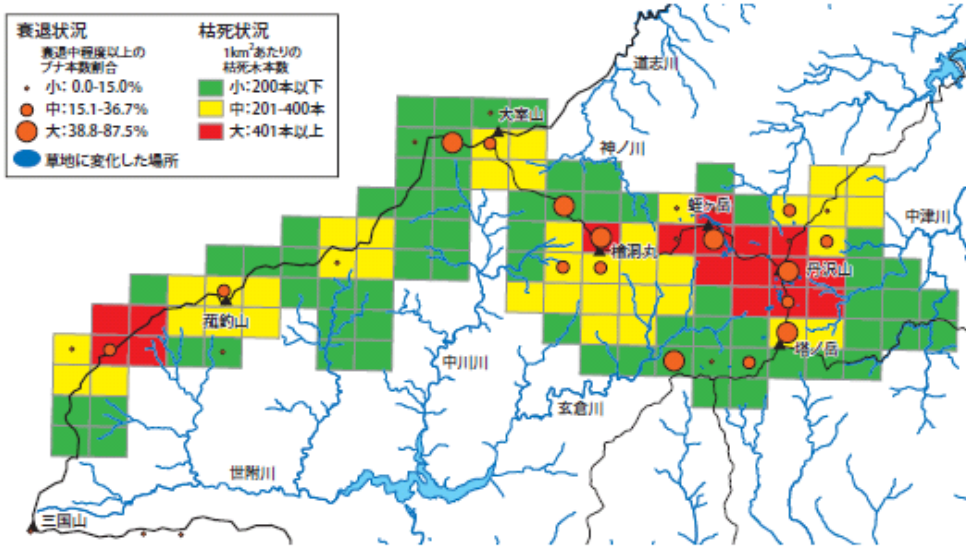 衰退状況
衰退中程度以上の
ブナ本数割合
小：0.0-15.0%
中：15.1-36.7%
大：38.8-87.5%
草地に変化した場所
枯死状況
1km²あたりの
枯死木本数
小：200本以下
中：201-400本
大：401本以上
道志川
大室山
神ノ川
蛭ヶ岳
中津川
檜洞丸
丹沢山
菰釣山
塔ノ岳
中川川
玄倉川
世附川
三国山